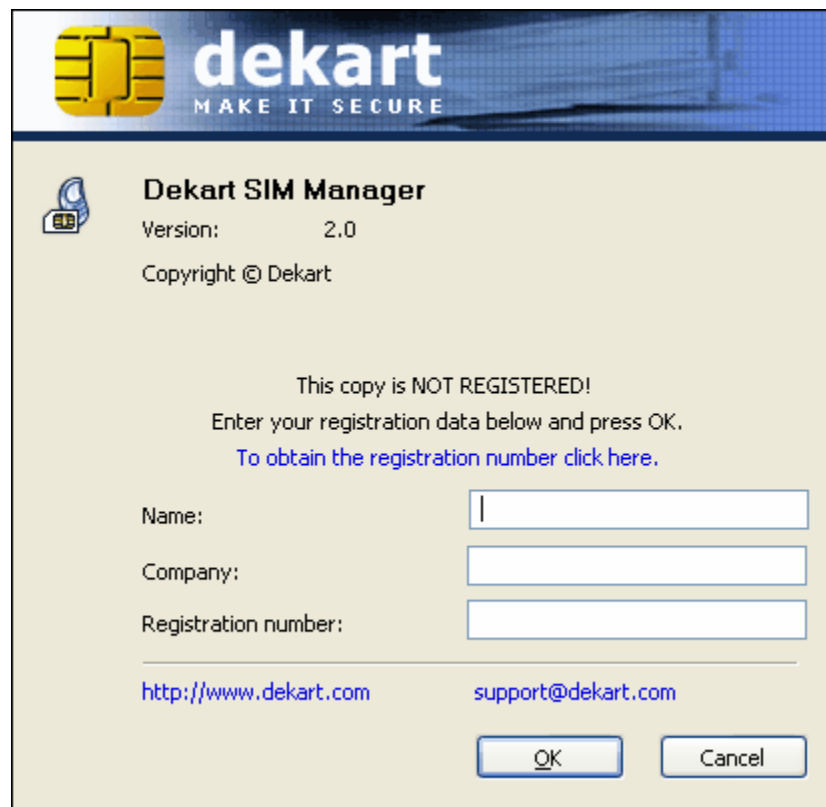 dekart
MAKE IT SECURE
Dekart SIM Manager
Version: 2.0
Copyright © Dekart
This copy is NOT REGISTERED!
Enter your registration data below and press OK.
To obtain the registration number click here.
Name:
Company:
Registration number:
http://www.dekart.com support@dekart.com
OK Cancel